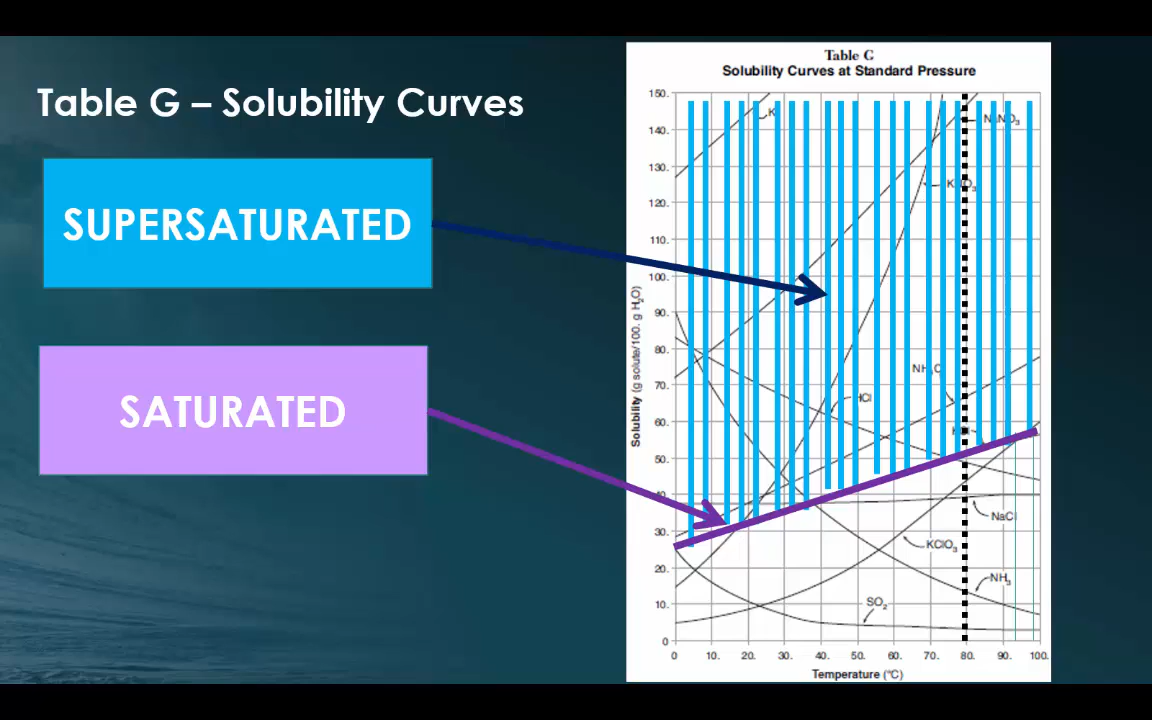 Table G – Solubility Curves
SUPERSATURATED
SATURATED
Table G
Solubility Curves at Standard Pressure
Solubility (g solute/100. g H₂O)
150.
140.
130.
120.
110.
100.
90.
80.
70.
60.
50.
40.
30.
20.
10.
0
NaNO₃
KNO₃
HCl
NaCl
KClO₃
NH₃
SO₂
0 10. 20. 30. 40. 50. 60. 70. 80. 90. 100.
Temperature (°C)